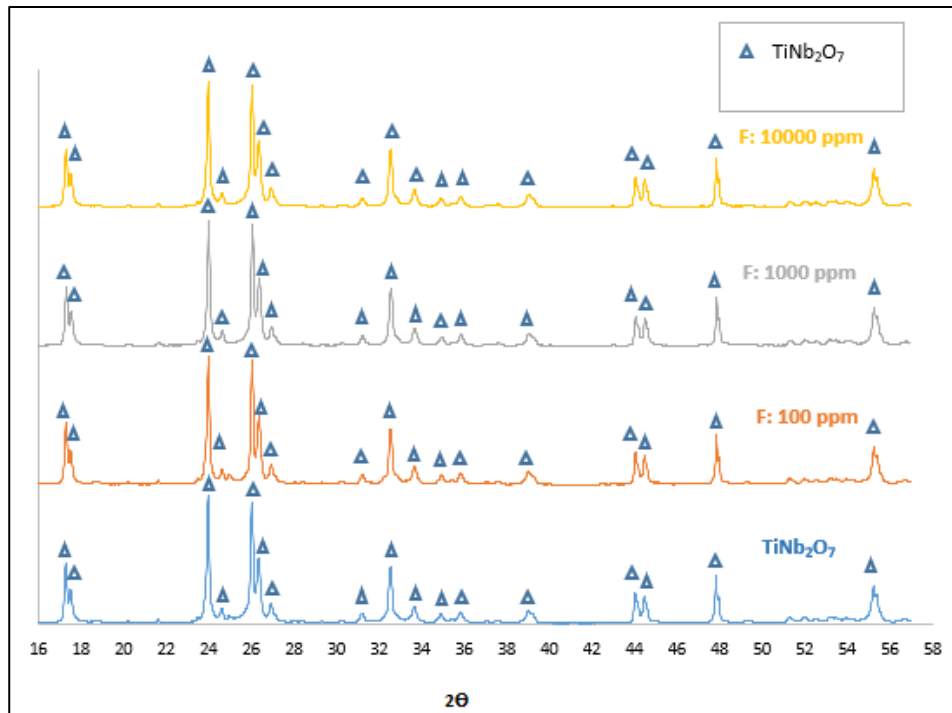 TiNb₂O₇
F: 10000 ppm
F: 1000 ppm
F: 100 ppm
TiNb₂O₇
16 18 20 22 24 26 28 30 32 34 36 38 40 42 44 46 48 50 52 54 56 58
2ϴ